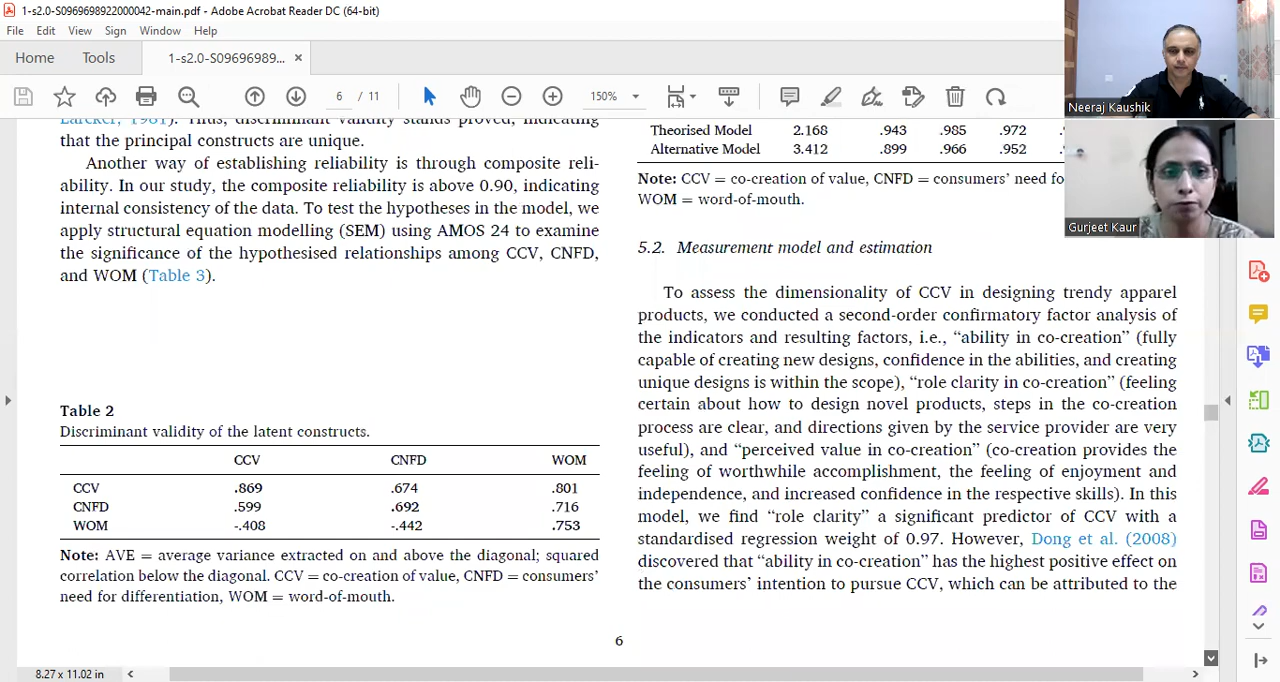 1-s2.0-S0969698922000042-main.pdf - Adobe Acrobat Reader DC (64-bit)
File Edit View Sign Window Help
Home Tools 1-s2.0-S09696989... ×
6 / 11 150%
Larcker, 1981). Thus, discriminant validity stands proved, indicating
that the principal constructs are unique.
Another way of establishing reliability is through composite reli-
ability. In our study, the composite reliability is above 0.90, indicating
internal consistency of the data. To test the hypotheses in the model, we
apply structural equation modelling (SEM) using AMOS 24 to examine
the significance of the hypothesised relationships among CCV, CNFD,
and WOM (Table 3).
Table 2
Discriminant validity of the latent constructs.
CCV CNFD WOM
CCV .869 .674 .801
CNFD .599 .692 .716
WOM -.408 -.442 .753
Note: AVE = average variance extracted on and above the diagonal; squared
correlation below the diagonal. CCV = co-creation of value, CNFD = consumers'
need for differentiation, WOM = word-of-mouth.
Theorised Model 2.168 .943 .985 .972
Alternative Model 3.412 .899 .966 .952
Note: CCV = co-creation of value, CNFD = consumers' need fo
WOM = word-of-mouth.
5.2. Measurement model and estimation
To assess the dimensionality of CCV in designing trendy apparel
products, we conducted a second-order confirmatory factor analysis of
the indicators and resulting factors, i.e., "ability in co-creation" (fully
capable of creating new designs, confidence in the abilities, and creating
unique designs is within the scope), "role clarity in co-creation" (feeling
certain about how to design novel products, steps in the co-creation
process are clear, and directions given by the service provider are very
useful), and "perceived value in co-creation" (co-creation provides the
feeling of worthwhile accomplishment, the feeling of enjoyment and
independence, and increased confidence in the respective skills). In this
model, we find "role clarity" a significant predictor of CCV with a
standardised regression weight of 0.97. However, Dong et al. (2008)
discovered that "ability in co-creation" has the highest positive effect on
the consumers' intention to pursue CCV, which can be attributed to the
6
8.27 x 11.02 in
Neeraj Kaushik
Gurjeet Kaur